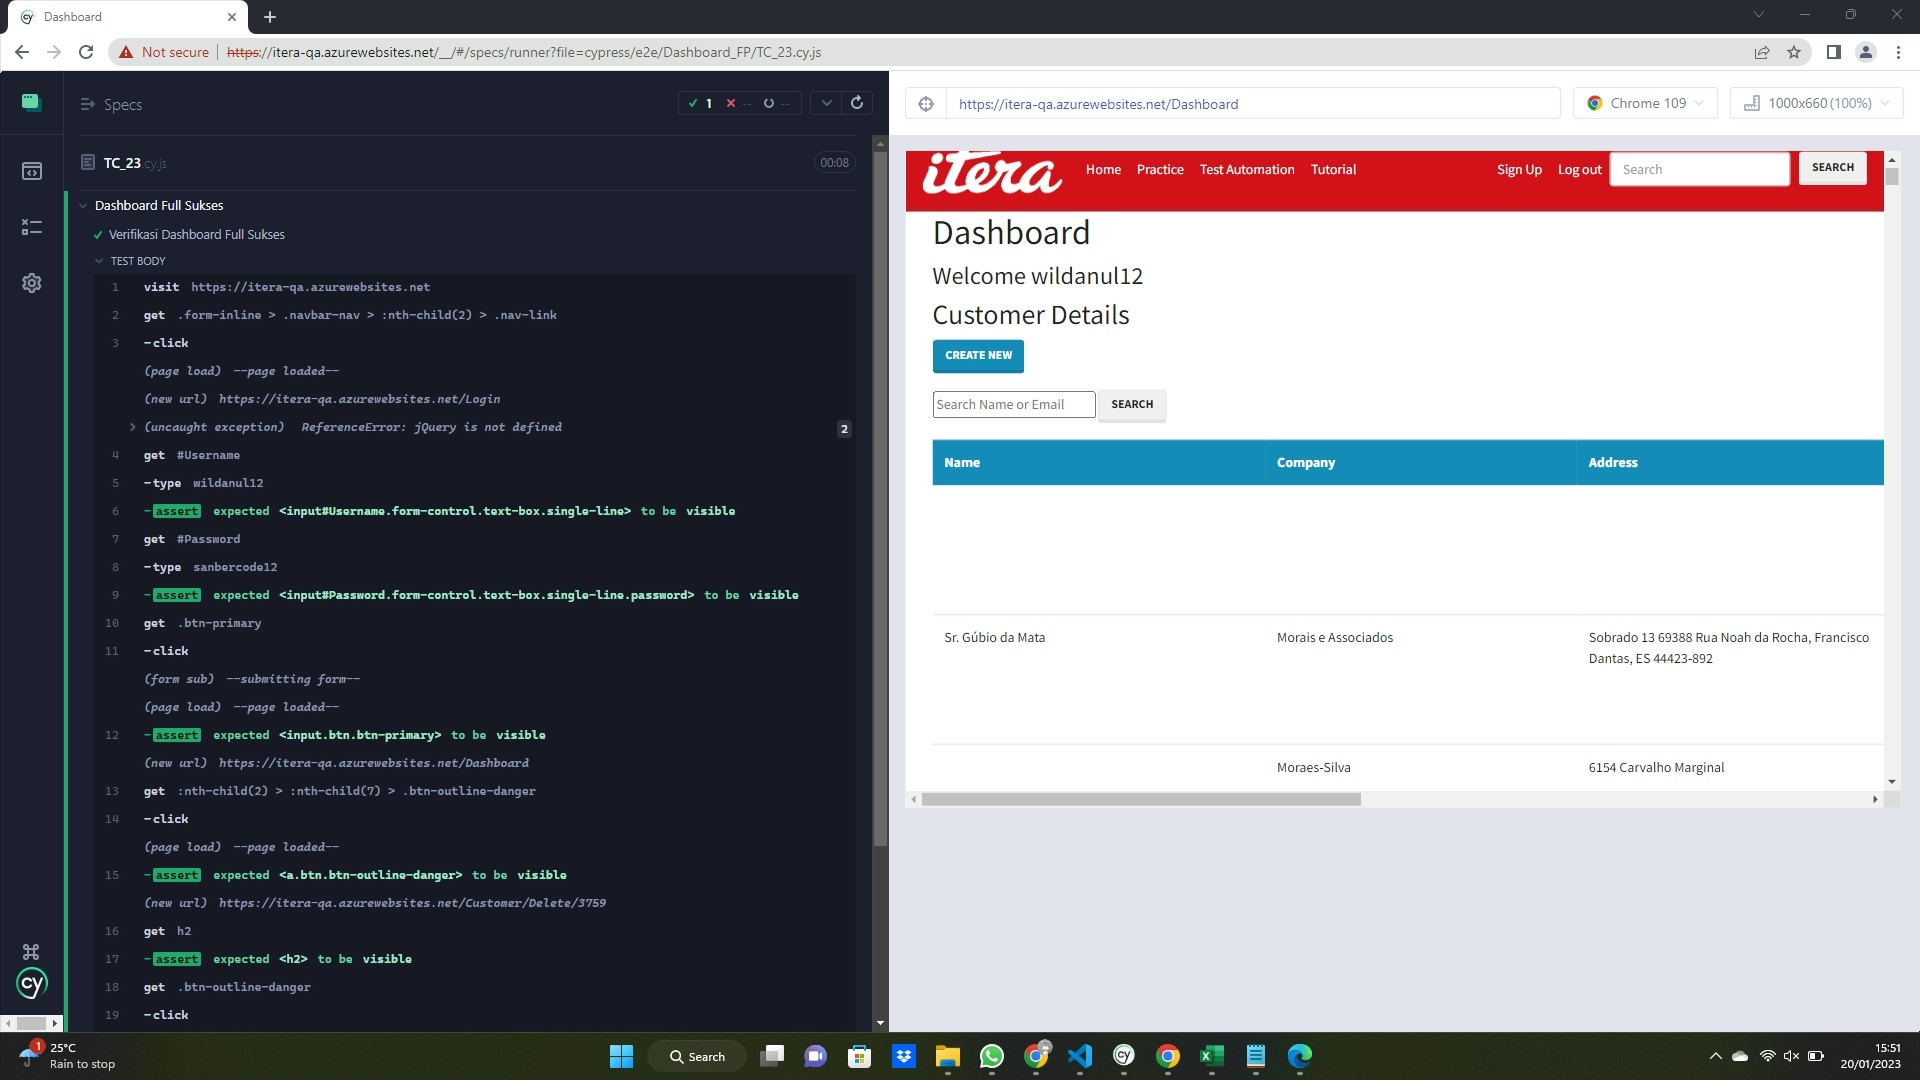 Dashboard
Not secure
https://itera-qa.azurewebsites.net/__/#/specs/runner?file=cypress/e2e/Dashboard_FP/TC_23.cy.js
Specs
1 -- --
TC_23 cy.js
00:08
Dashboard Full Sukses
Verifikasi Dashboard Full Sukses
TEST BODY
1 visit https://itera-qa.azurewebsites.net
2 get .form-inline > .navbar-nav > :nth-child(2) > .nav-link
3 -click
(page load) --page loaded--
(new url) https://itera-qa.azurewebsites.net/Login
(uncaught exception) ReferenceError: jQuery is not defined 2
4 get #Username
5 -type wildanul12
6 -assert expected <input#Username.form-control.text-box.single-line> to be visible
7 get #Password
8 -type sanbercode12
9 -assert expected <input#Password.form-control.text-box.single-line.password> to be visible
10 get .btn-primary
11 -click
(form sub) --submitting form--
(page load) --page loaded--
12 -assert expected <input.btn.btn-primary> to be visible
(new url) https://itera-qa.azurewebsites.net/Dashboard
13 get :nth-child(2) > :nth-child(7) > .btn-outline-danger
14 -click
(page load) --page loaded--
15 -assert expected <a.btn.btn-outline-danger> to be visible
(new url) https://itera-qa.azurewebsites.net/Customer/Delete/3759
16 get h2
17 -assert expected <h2> to be visible
18 get .btn-outline-danger
19 -click
cy
https://itera-qa.azurewebsites.net/Dashboard
Chrome 109
1000x660 (100%)
itera
Home Practice Test Automation Tutorial
Sign Up Log out Search SEARCH
Dashboard
Welcome wildanul12
Customer Details
CREATE NEW
Search Name or Email SEARCH
Name Company Address
Sr. Gúbio da Mata Morais e Associados Sobrado 13 69388 Rua Noah da Rocha, Francisco
Dantas, ES 44423-892
Moraes-Silva 6154 Carvalho Marginal
1
25°C
Rain to stop
Search
cy
15:51
20/01/2023